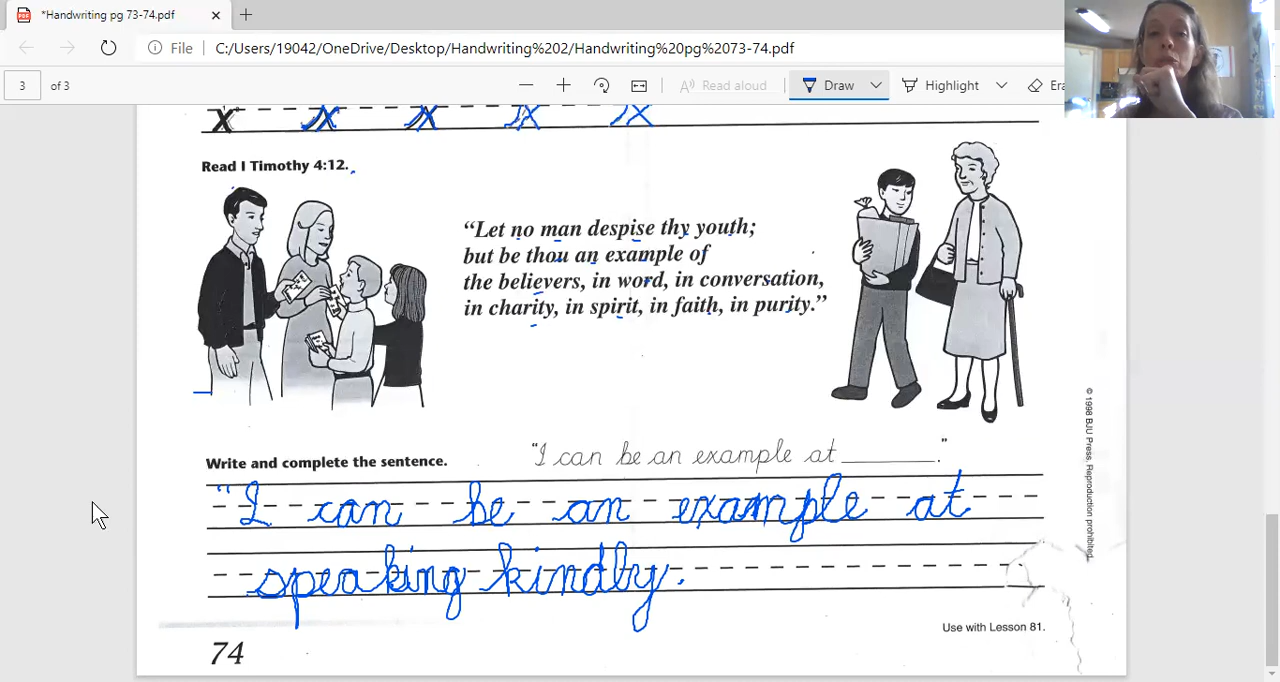 *Handwriting pg 73-74.pdf
File C:/Users/19042/OneDrive/Desktop/Handwriting%202/Handwriting%20pg%2073-74.pdf
3 of 3 Read aloud Draw Highlight Era
x x x x x
Read I Timothy 4:12.
“Let no man despise thy youth;
but be thou an example of
the believers, in word, in conversation,
in charity, in spirit, in faith, in purity.”
© 1998 BJU Press. Reproduction prohibited.
Write and complete the sentence. "I can be an example at ______."
"I can be an example at
speaking kindly.
Use with Lesson 81.
74